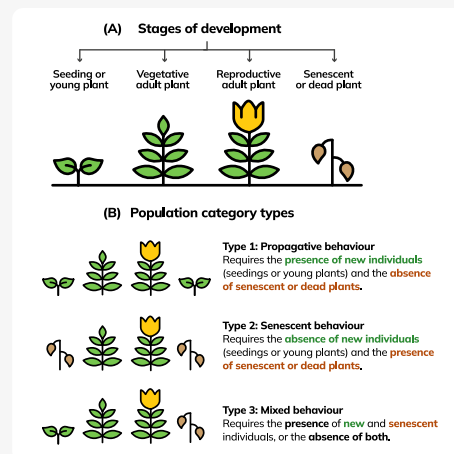 (A) Stages of development
Seeding or
young plant
Vegetative
adult plant
Reproductive
adult plant
Senescent
or dead plant
(B) Population category types
Type 1: Propagative behaviour
Requires the presence of new individuals
(seedings or young plants) and the absence
of senescent or dead plants.
Type 2: Senescent behaviour
Requires the absence of new individuals
(seedings or young plants) and the presence
of senescent or dead plants.
Type 3: Mixed behaviour
Requires the presence of new and senescent
individuals, or the absence of both.